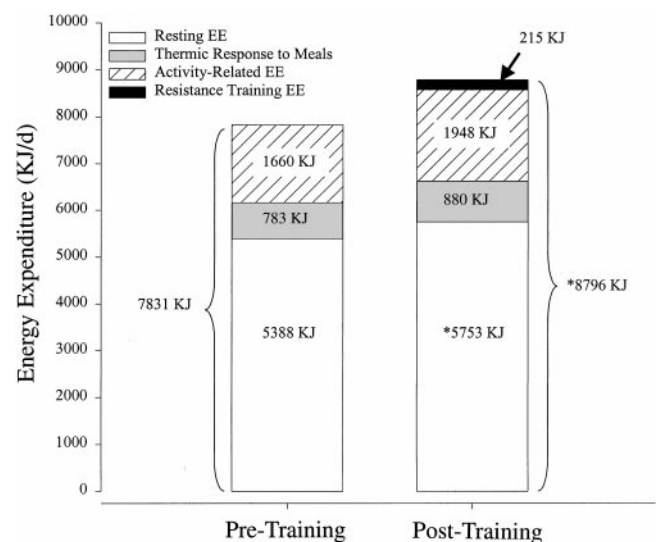 10000
9000
8000
7000
6000
5000
4000
3000
2000
1000
0
Energy Expenditure (KJ/d)
Resting EE
Thermic Response to Meals
Activity-Related EE
Resistance Training EE
215 KJ
1660 KJ
783 KJ
5388 KJ
7831 KJ
1948 KJ
880 KJ
*5753 KJ
*8796 KJ
Pre-Training
Post-Training